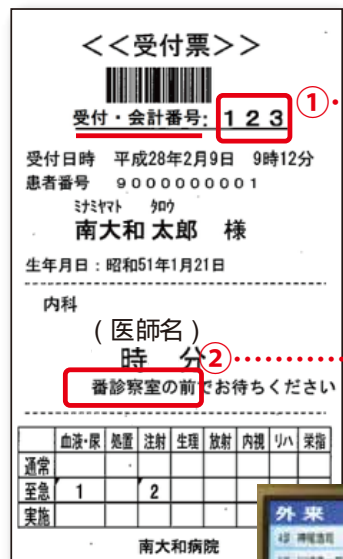 <<受付票>>
受付・会計番号: 123
①
受付日時 平成28年2月9日 9時12分
患者番号 9000000001
ミナミヤマト タロウ
南大和 太郎 様
生年月日：昭和51年1月21日
内科
(医師名)
時 分
②
番診察室の前でお待ちください
血液・尿 処置 注射 生理 放射 内視 リハ 栄指
通常
至急 1 2
実施
南大和病院
外来